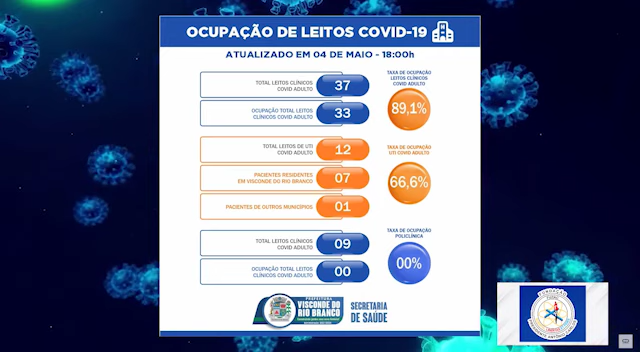 OCUPAÇÃO DE LEITOS COVID-19
ATUALIZADO EM 04 DE MAIO - 18:00h
TOTAL LEITOS CLÍNICOS
COVID ADULTO
37
OCUPAÇÃO TOTAL LEITOS
CLÍNICOS COVID ADULTO
33
TAXA DE OCUPAÇÃO
LEITOS CLÍNICOS
COVID ADULTO
89,1%
TOTAL LEITOS DE UTI
COVID ADULTO
12
PACIENTES RESIDENTES
EM VISCONDE DO RIO BRANCO
07
PACIENTES DE OUTROS MUNICÍPIOS
01
TAXA DE OCUPAÇÃO
UTI COVID ADULTO
66,6%
TOTAL LEITOS CLÍNICOS
COVID ADULTO
09
OCUPAÇÃO TOTAL LEITOS
CLÍNICOS COVID ADULTO
00
TAXA DE OCUPAÇÃO
POLICLÍNICA
00%
PREFEITURA
VISCONDE DO
RIO BRANCO
SECRETARIA
DE SAÚDE
FUNDAÇÃO